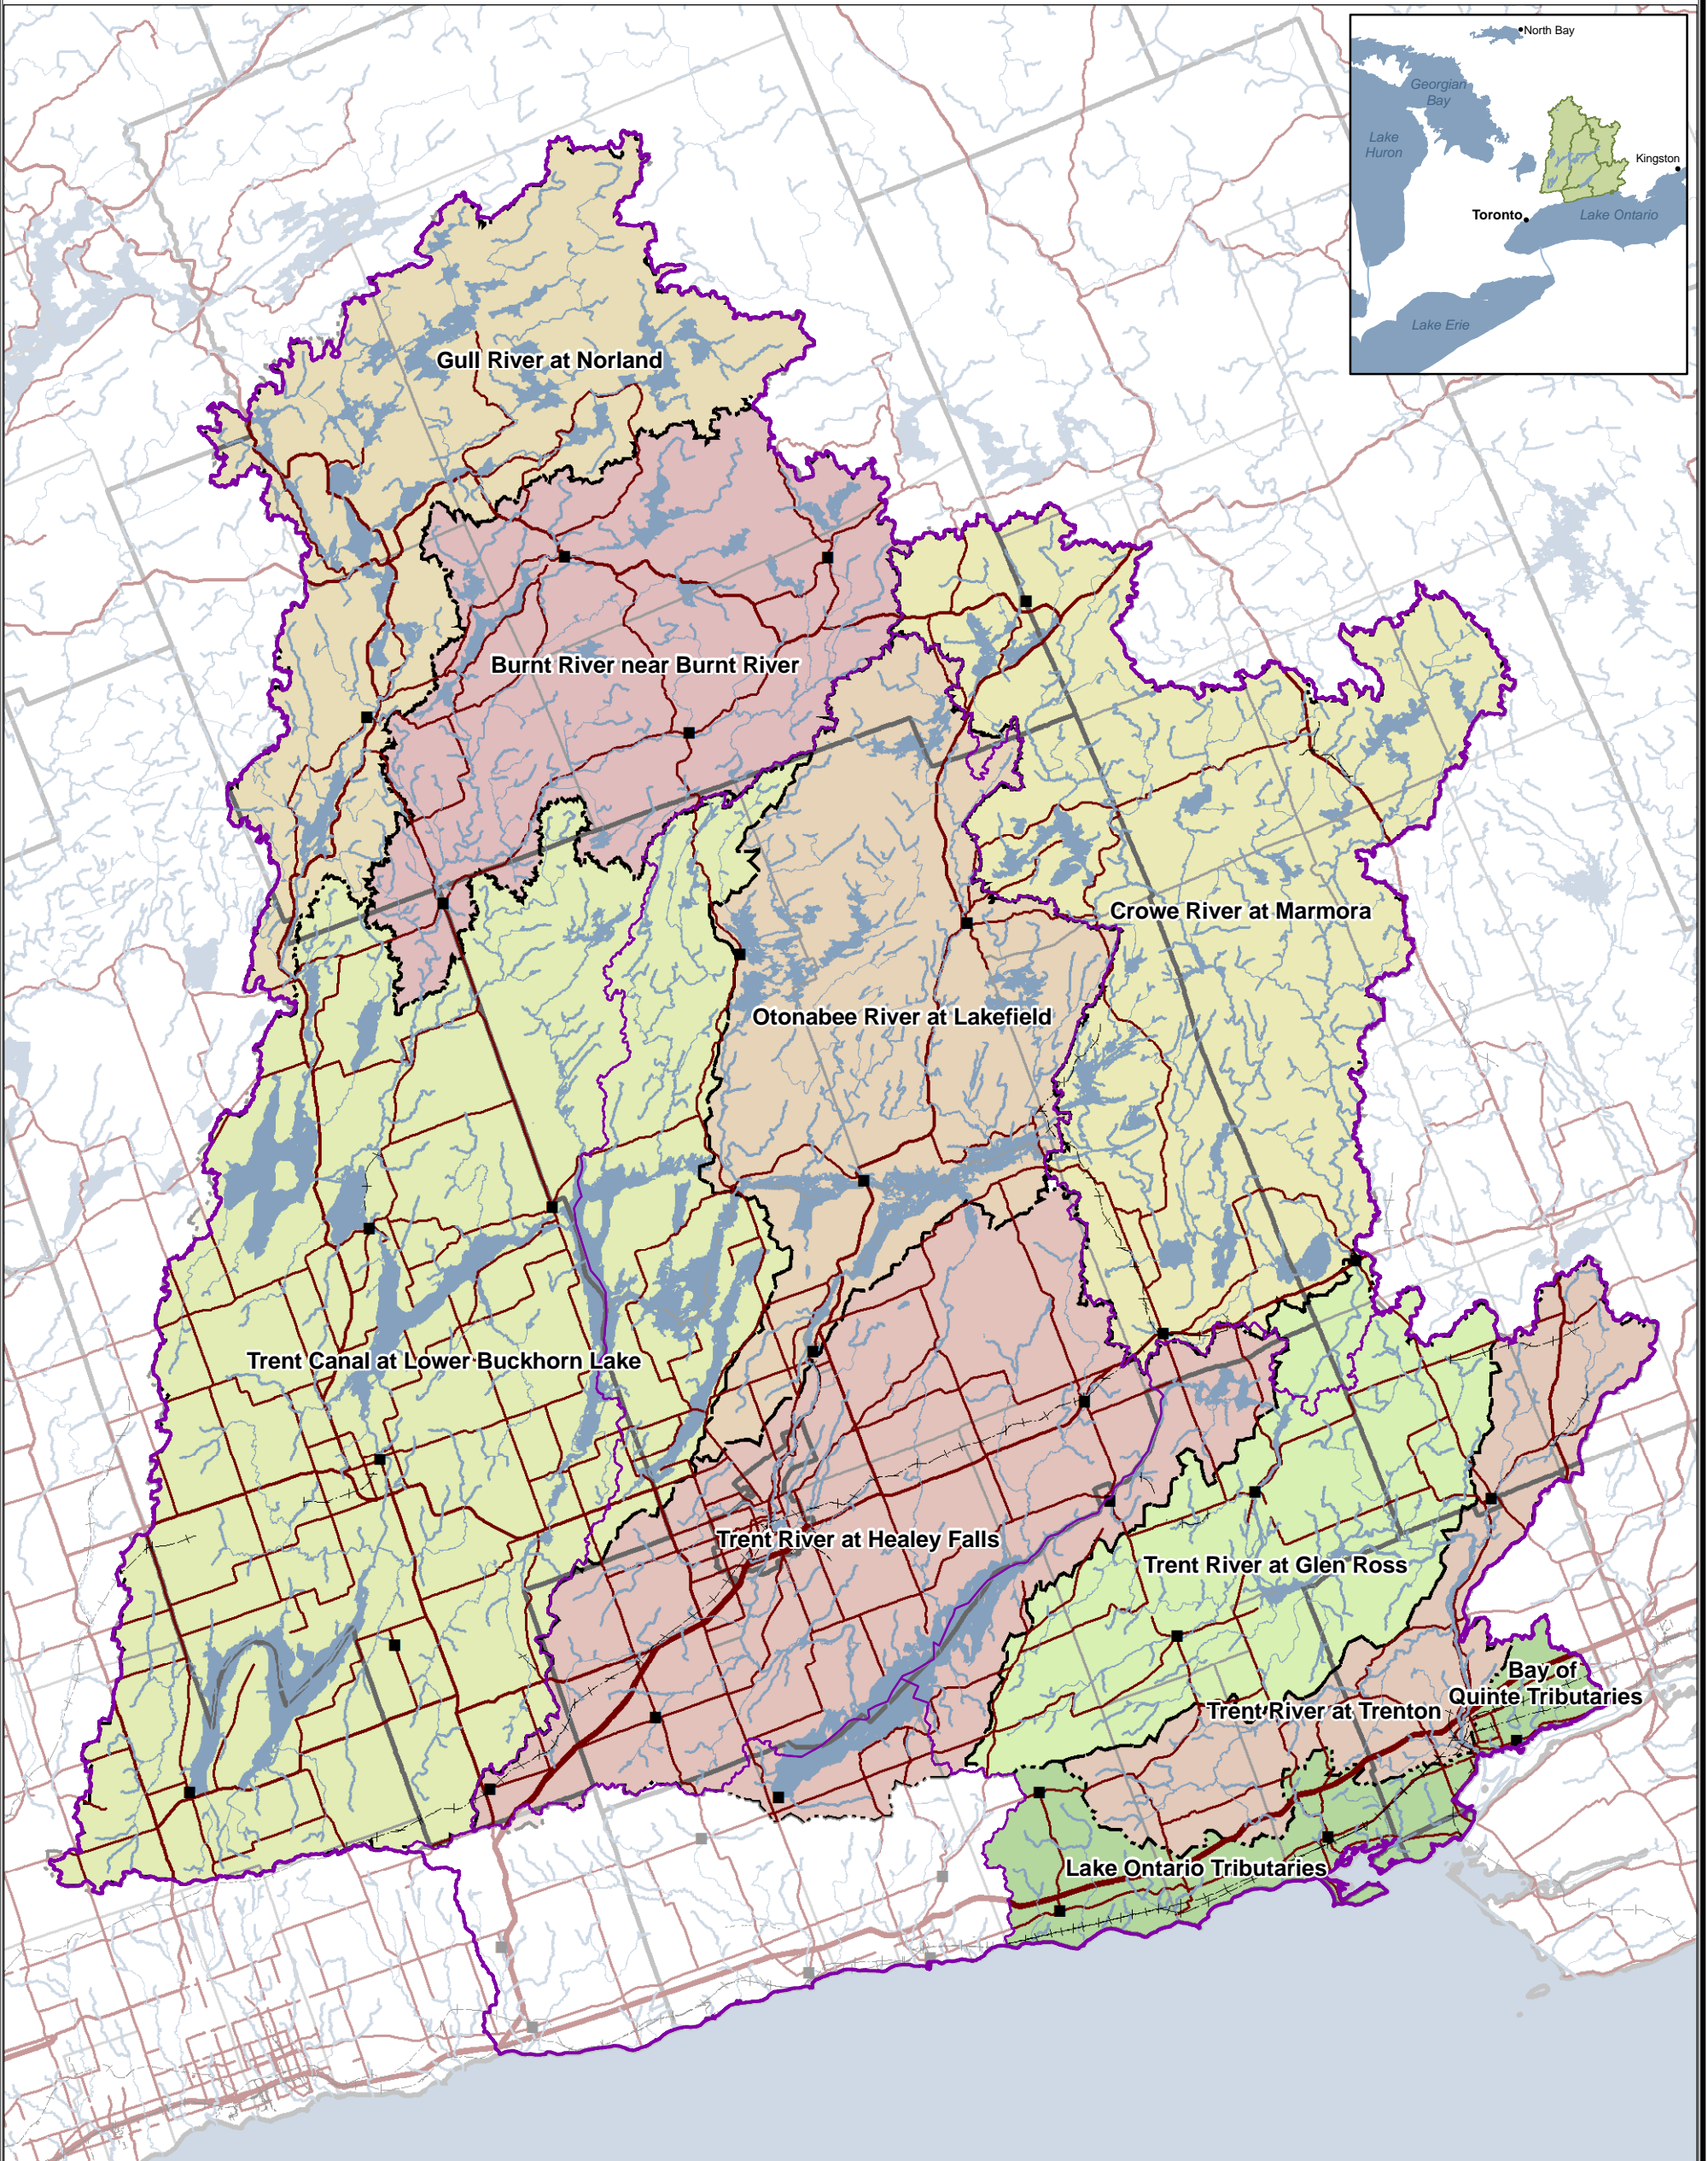 North Bay
Georgian
Bay
Lake
Huron
Kingston
Toronto
Lake Ontario
Lake Erie
Gull River at Norland
Burnt River near Burnt River
Crowe River at Marmora
Otonabee River at Lakefield
Trent Canal at Lower Buckhorn Lake
Trent River at Healey Falls
Trent River at Glen Ross
Bay of
Quinte Tributaries
Trent River at Trenton
Lake Ontario Tributaries